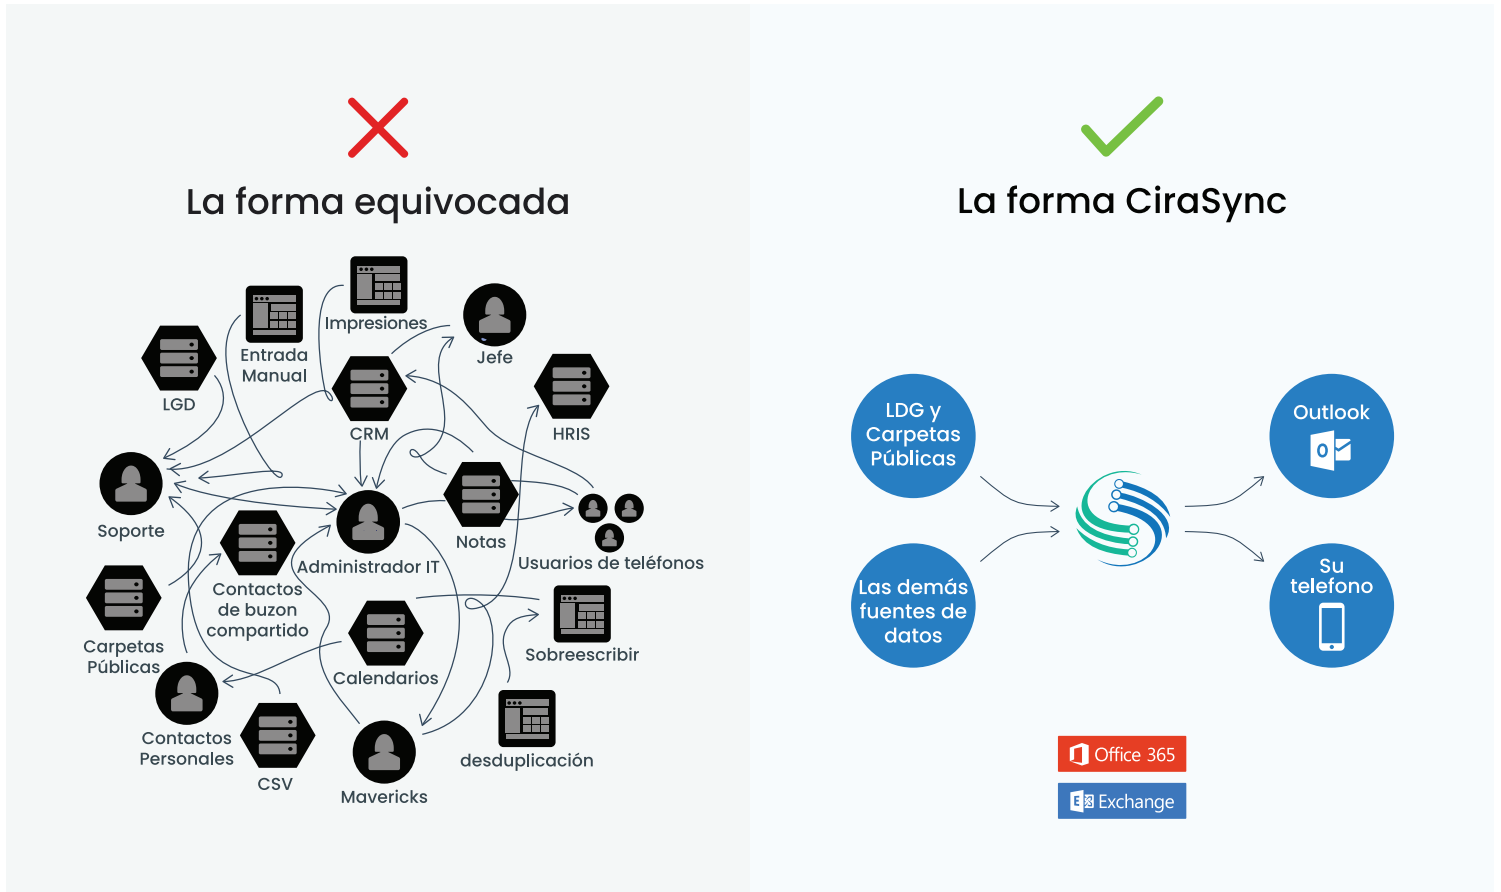 La forma equivocada
Impresiones
Entrada
Manual
Jefe
LGD
CRM
HRIS
Soporte
Notas
Administrador IT
Usuarios de teléfonos
Contactos
de buzon
compartido
Carpetas
Públicas
Calendarios
Sobreescribir
Contactos
Personales
CSV
Mavericks
desduplicación
La forma CiraSync
LDG y
Carpetas
Públicas
Outlook
O
Las demás
fuentes de
datos
Su
telefono
Office 365
E Exchange